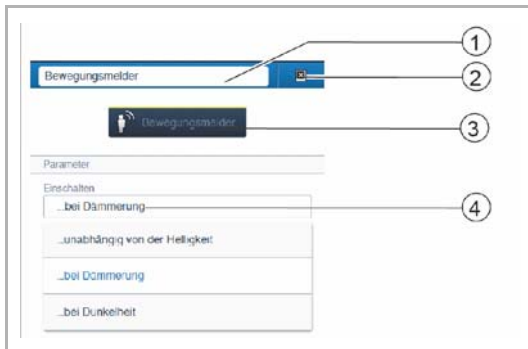 1
Bewegungsmelder
2
Bewegungsmelder
3
Parameter
Einschalten
...bei Dämmerung
4
...unabhängig von der Helligkeit
...bei Dämmerung
...bei Dunkelheit